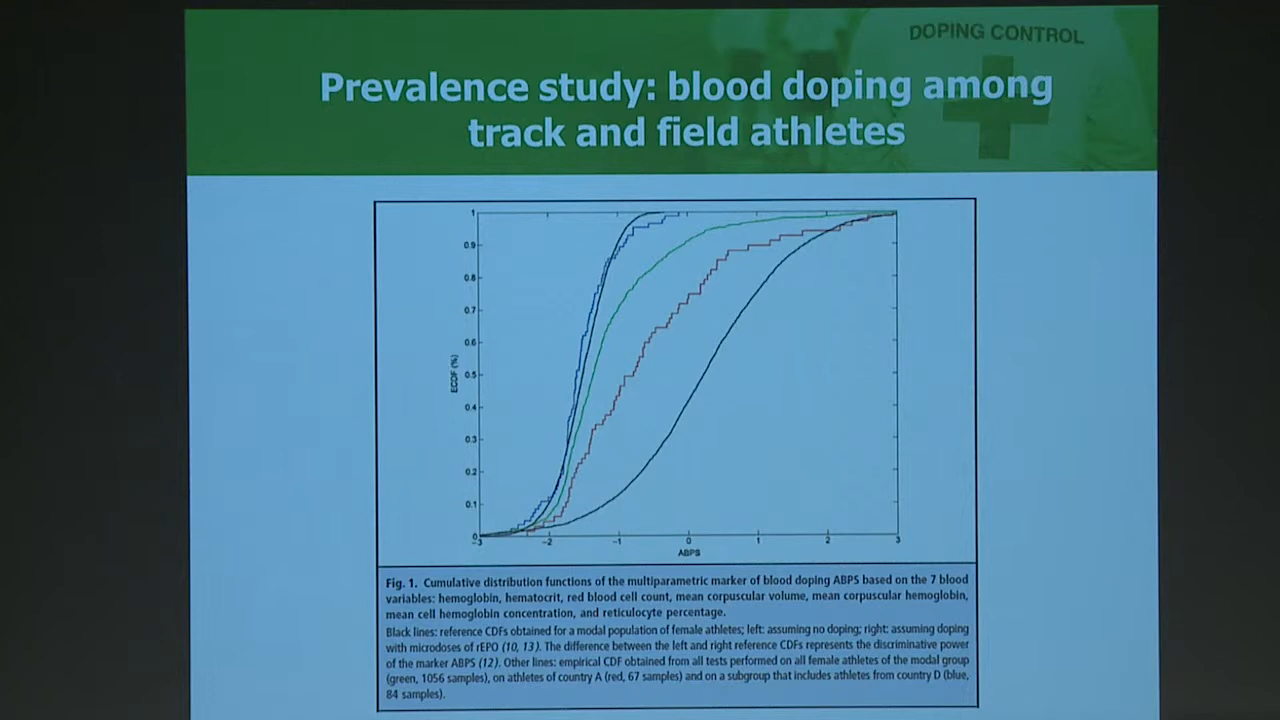 DOPING CONTROL
Prevalence study: blood doping among
track and field athletes
1
0.9
0.8
0.7
0.6
0.5
0.4
0.3
0.2
0.1
0
ECDF (%)
-3
-2
-1
0
1
2
3
ABPS
Fig. 1. Cumulative distribution functions of the multiparametric marker of blood doping ABPS based on the 7 blood
variables: hemoglobin, hematocrit, red blood cell count, mean corpuscular volume, mean corpuscular hemoglobin,
mean cell hemoglobin concentration, and reticulocyte percentage.
Black lines: reference CDFs obtained for a modal population of female athletes; left: assuming no doping; right: assuming doping
with microdoses of rEPO (10, 13). The difference between the left and right reference CDFs represents the discriminative power
of the marker ABPS (12). Other lines: empirical CDF obtained from all tests performed on all female athletes of the modal group
(green, 1056 samples), on athletes of country A (red, 67 samples) and on a subgroup that includes athletes from country D (blue,
84 samples).